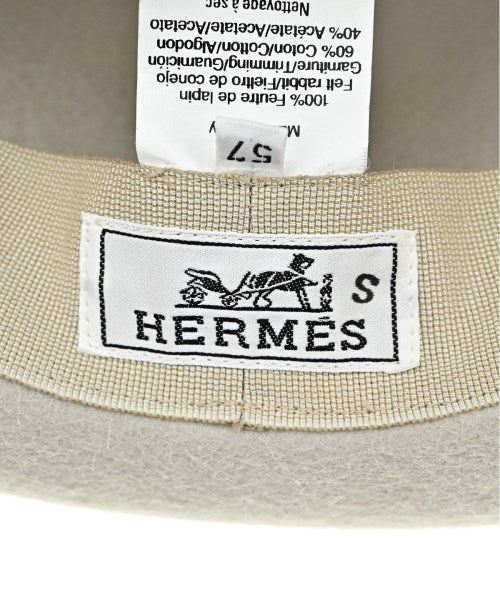 100% Feutre de lapin
Felt rabbit/Fieltro de conejo
Garniture/Trimming/Guarnición
60% Coton/Cotton/Algodon
40% Acétate/Acetate/Acetato
Nettoyage à sec
57
S
HERMÈS